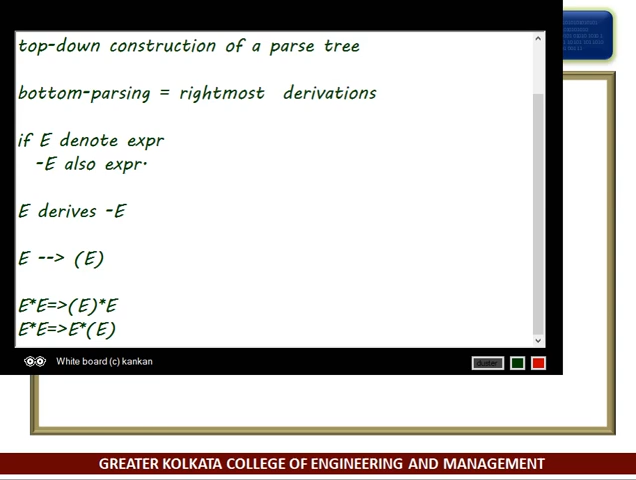 top-down construction of a parse tree
bottom-parsing = rightmost derivations
if E denote expr
-E also expr.
E derives -E
E --> (E)
E*E=>(E)*E
E*E=>E*(E)
White board (c) kankan
duster
GREATER KOLKATA COLLEGE OF ENGINEERING AND MANAGEMENT